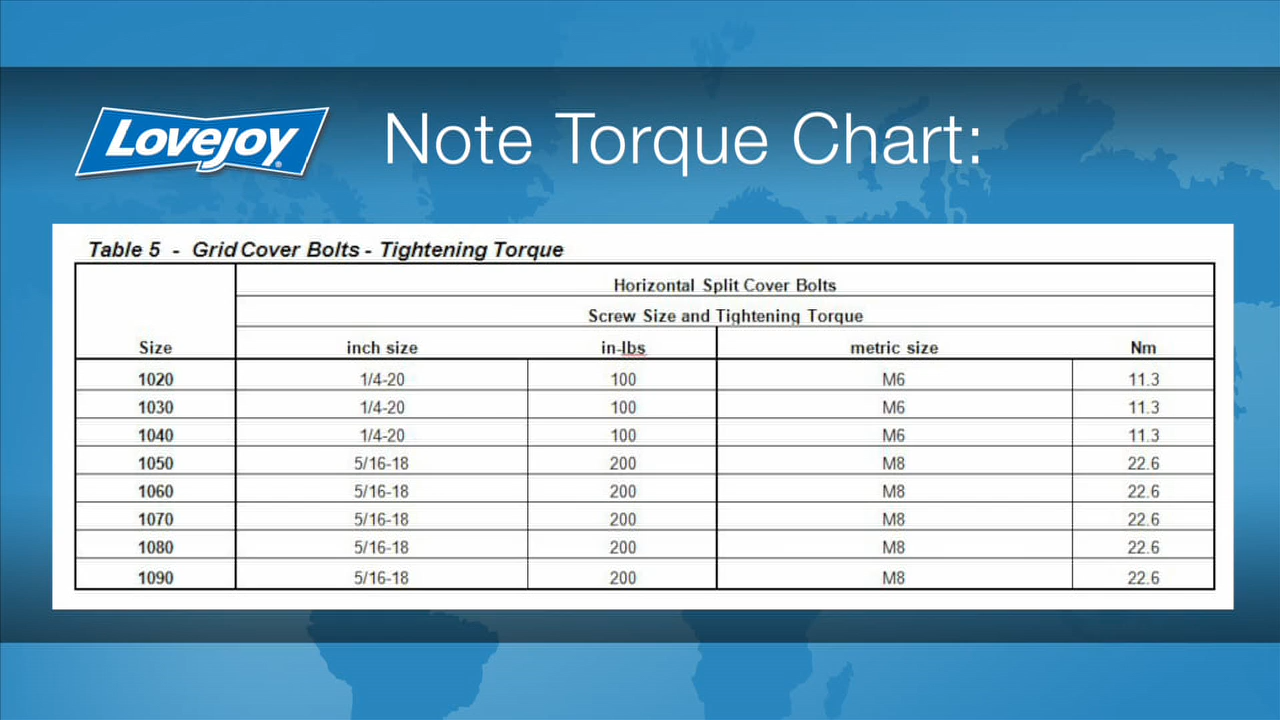 Lovejoy®
Note Torque Chart:
Table 5 - Grid Cover Bolts - Tightening Torque
Horizontal Split Cover Bolts
Screw Size and Tightening Torque
Size inch size in-lbs metric size Nm
1020 1/4-20 100 M6 11.3
1030 1/4-20 100 M6 11.3
1040 1/4-20 100 M6 11.3
1050 5/16-18 200 M8 22.6
1060 5/16-18 200 M8 22.6
1070 5/16-18 200 M8 22.6
1080 5/16-18 200 M8 22.6
1090 5/16-18 200 M8 22.6